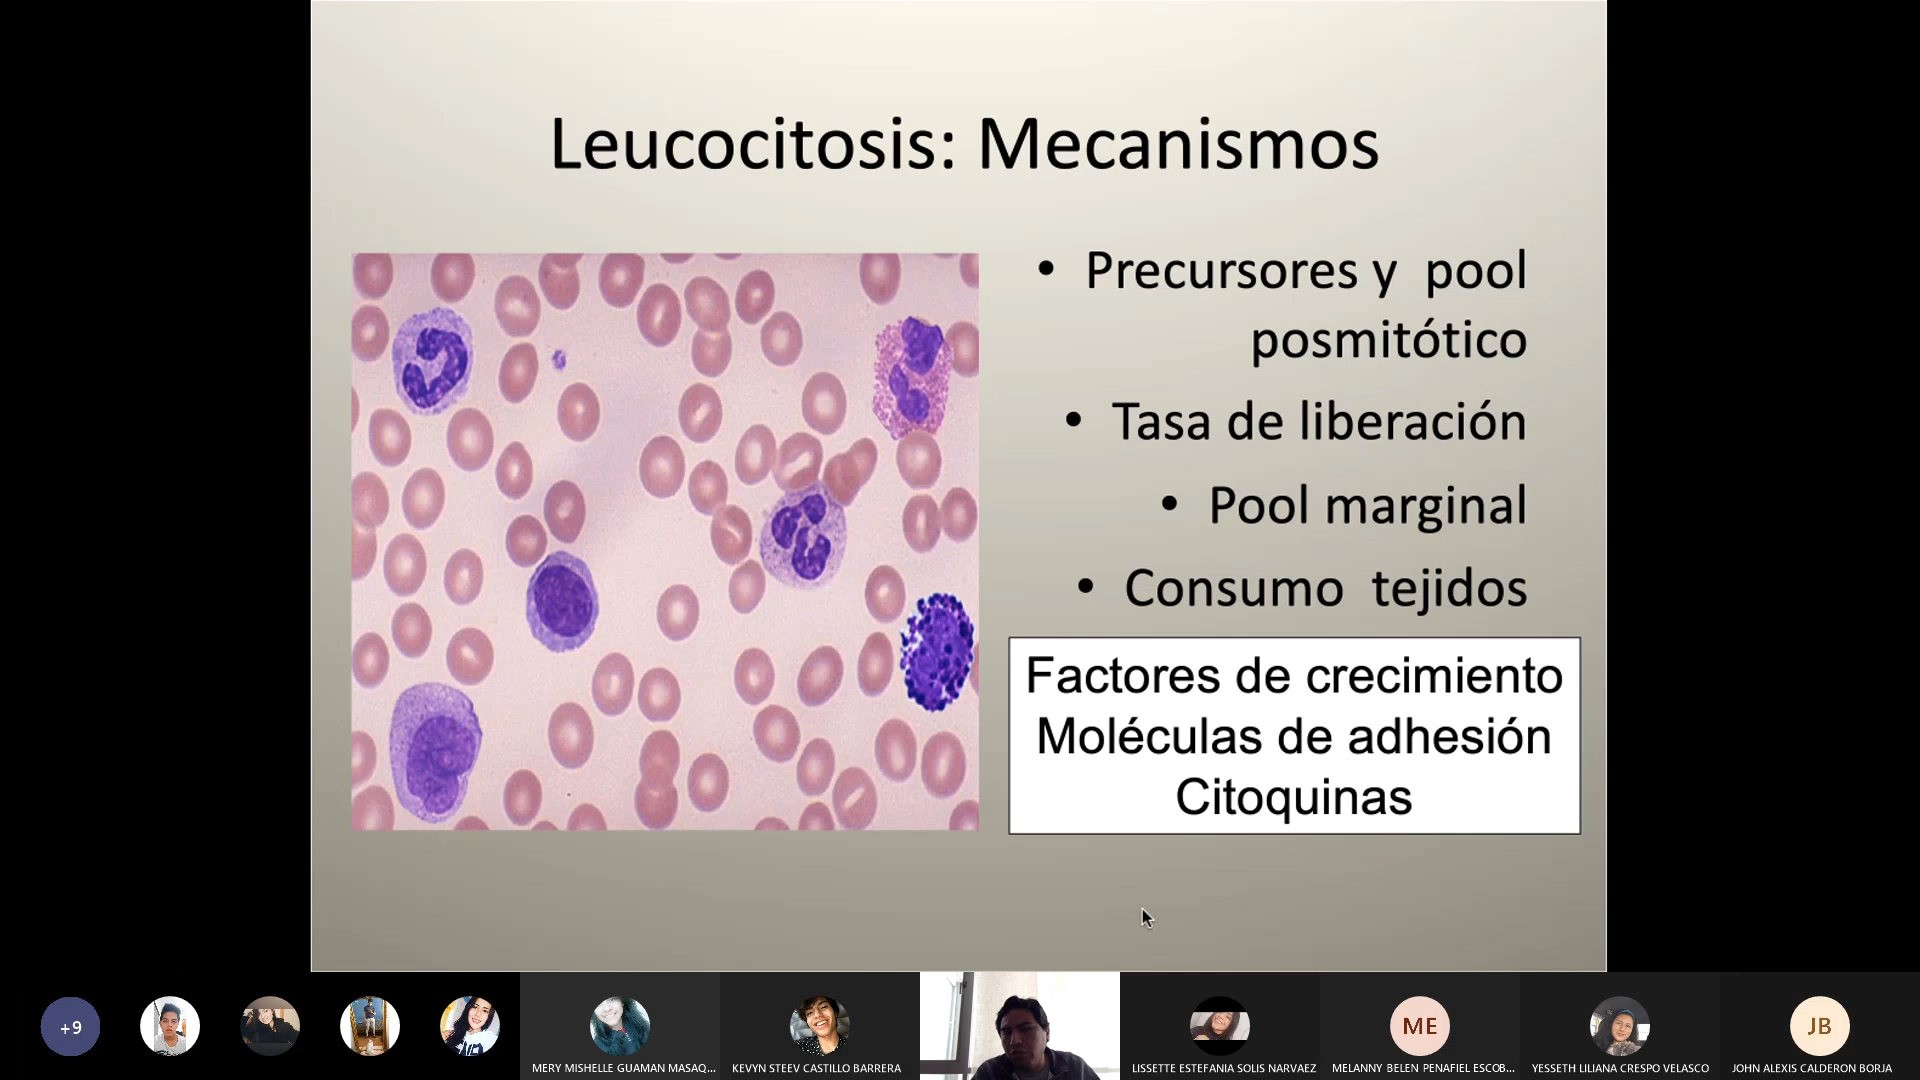 Leucocitosis: Mecanismos
• Precursores y pool
posmitótico
• Tasa de liberación
• Pool marginal
• Consumo tejidos
Factores de crecimiento
Moléculas de adhesión
Citoquinas
+9
MERY MISHELLE GUAMAN MASAQ...
KEVYN STEEV CASTILLO BARRERA
LISSETTE ESTEFANIA SOLIS NARVAEZ
ME
MELANNY BELEN PENAFIEL ESCOB...
YESSETH LILIANA CRESPO VELASCO
JB
JOHN ALEXIS CALDERON BORJA